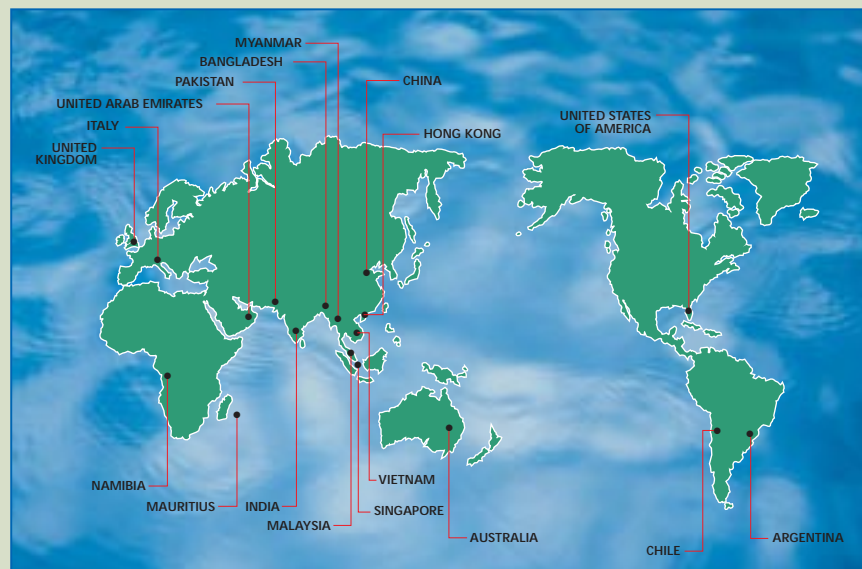 MYANMAR
BANGLADESH
PAKISTAN
CHINA
UNITED ARAB EMIRATES
UNITED STATES
OF AMERICA
ITALY
HONG KONG
UNITED
KINGDOM
NAMIBIA
VIETNAM
MAURITIUS
INDIA
SINGAPORE
MALAYSIA
AUSTRALIA
ARGENTINA
CHILE